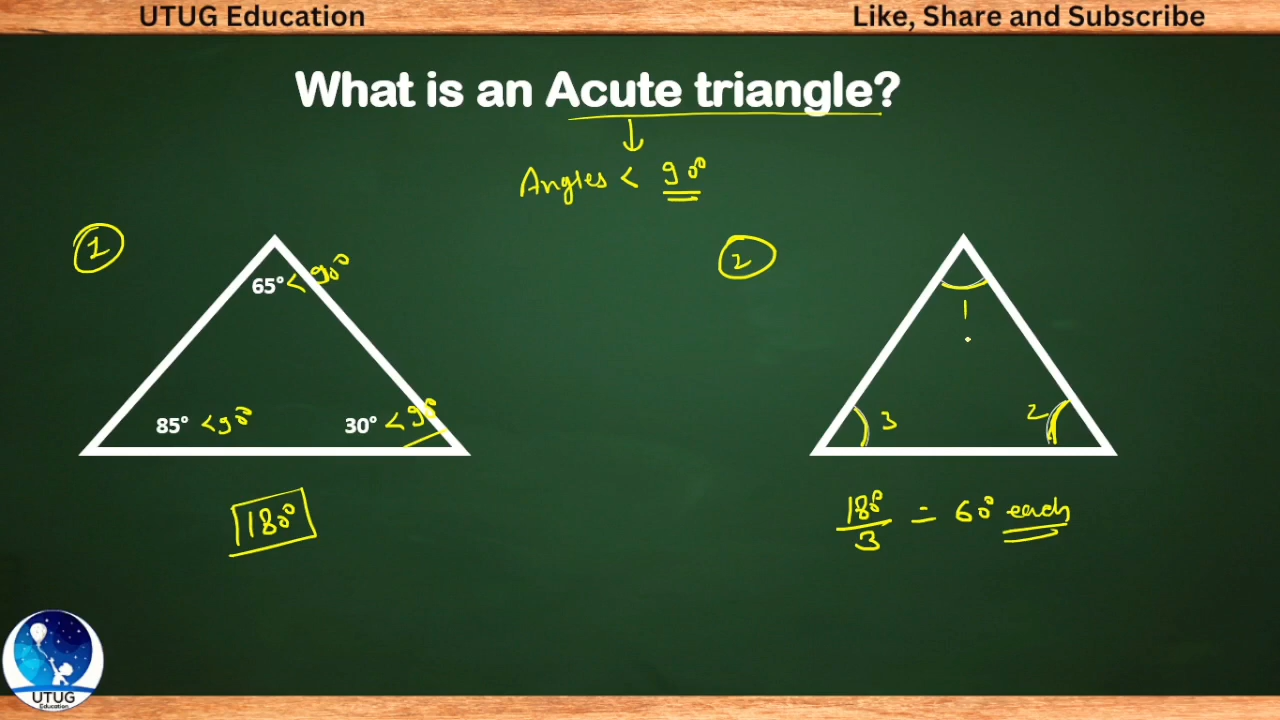 UTUG Education
Like, Share and Subscribe
What is an Acute triangle?
Angles < 90°
1
65° < 90°
85° < 90°
30° < 90°
180°
2
1
3
2
180°/3 = 60° each
UTUG
Education